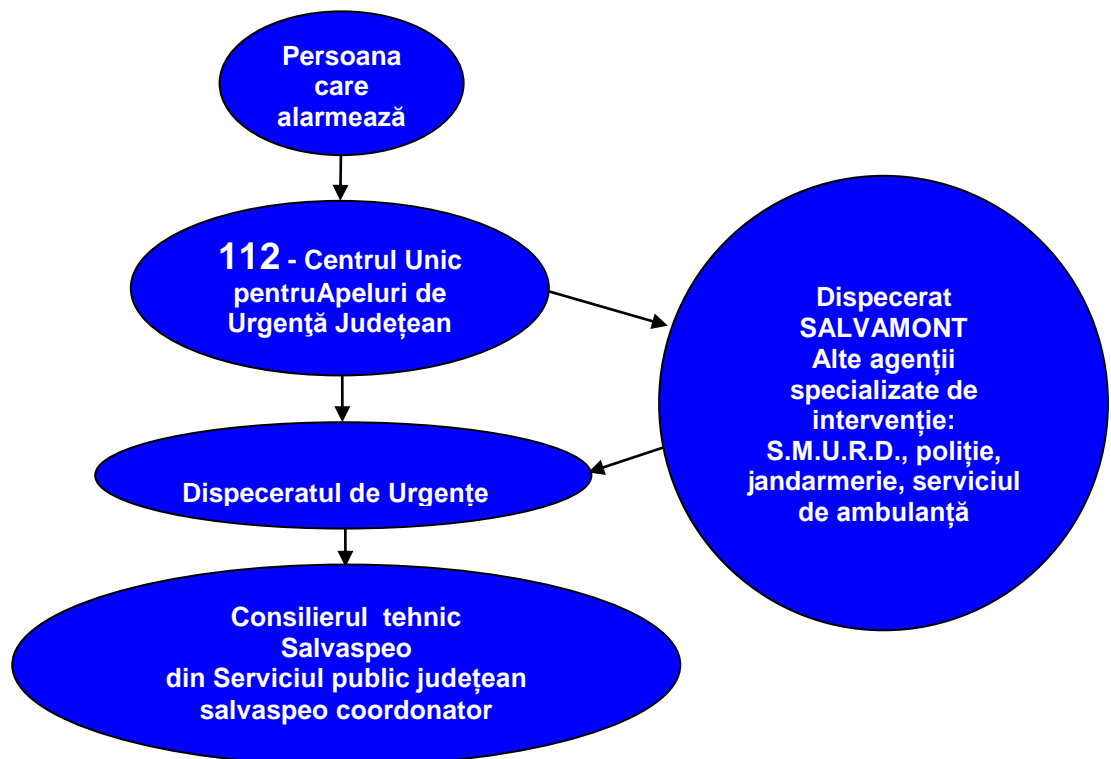 Persoana
care
alarmează
112 - Centrul Unic
pentruApeluri de
Urgenţă Județean
Dispecerat
SALVAMONT
Alte agenții
specializate de
intervenție:
S.M.U.R.D., poliție,
jandarmerie, serviciul
de ambulanță
Dispeceratul de Urgențe
Consilierul tehnic
Salvaspeo
din Serviciul public județean
salvaspeo coordonator